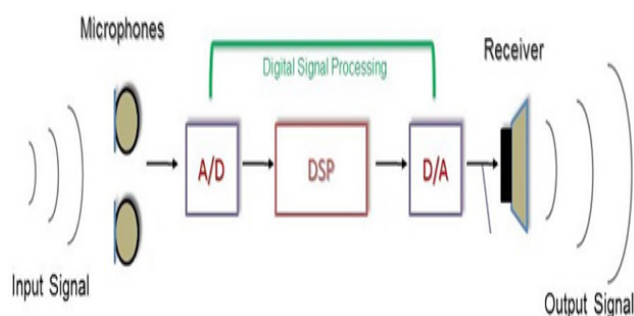 Microphones
Digital Signal Processing
Receiver
A/D
DSP
D/A
Input Signal
Output Signal